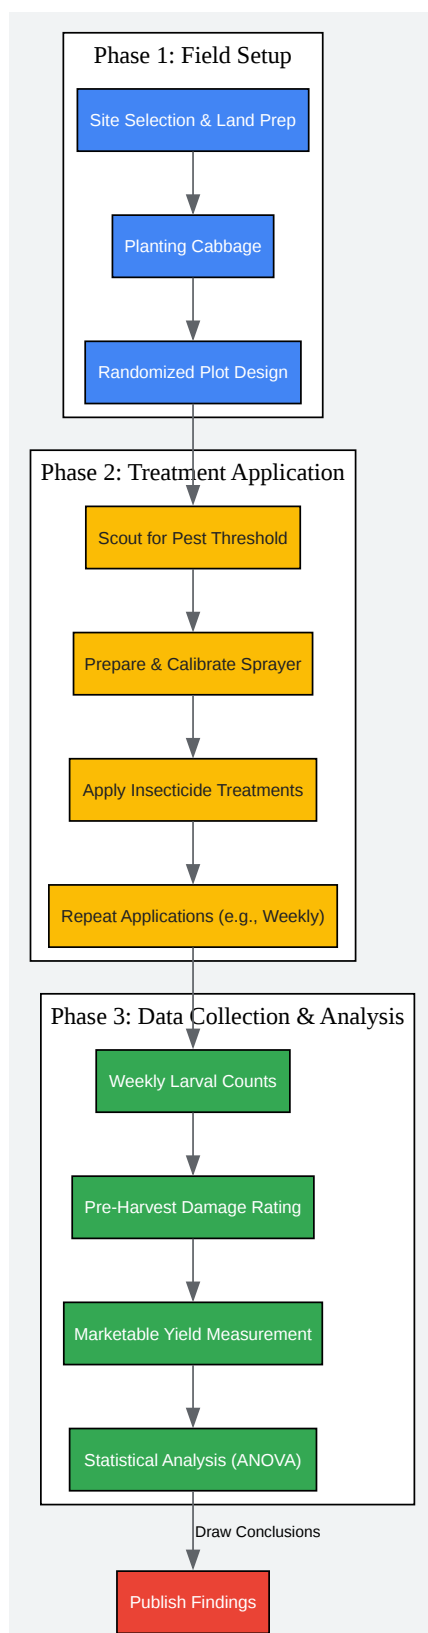 Phase 1: Field Setup
Site Selection & Land Prep
Planting Cabbage
Randomized Plot Design
Phase 2: Treatment Application
Scout for Pest Threshold
Prepare & Calibrate Sprayer
Apply Insecticide Treatments
Repeat Applications (e.g., Weekly)
Phase 3: Data Collection & Analysis
Weekly Larval Counts
Pre-Harvest Damage Rating
Marketable Yield Measurement
Statistical Analysis (ANOVA)
Draw Conclusions
Publish Findings